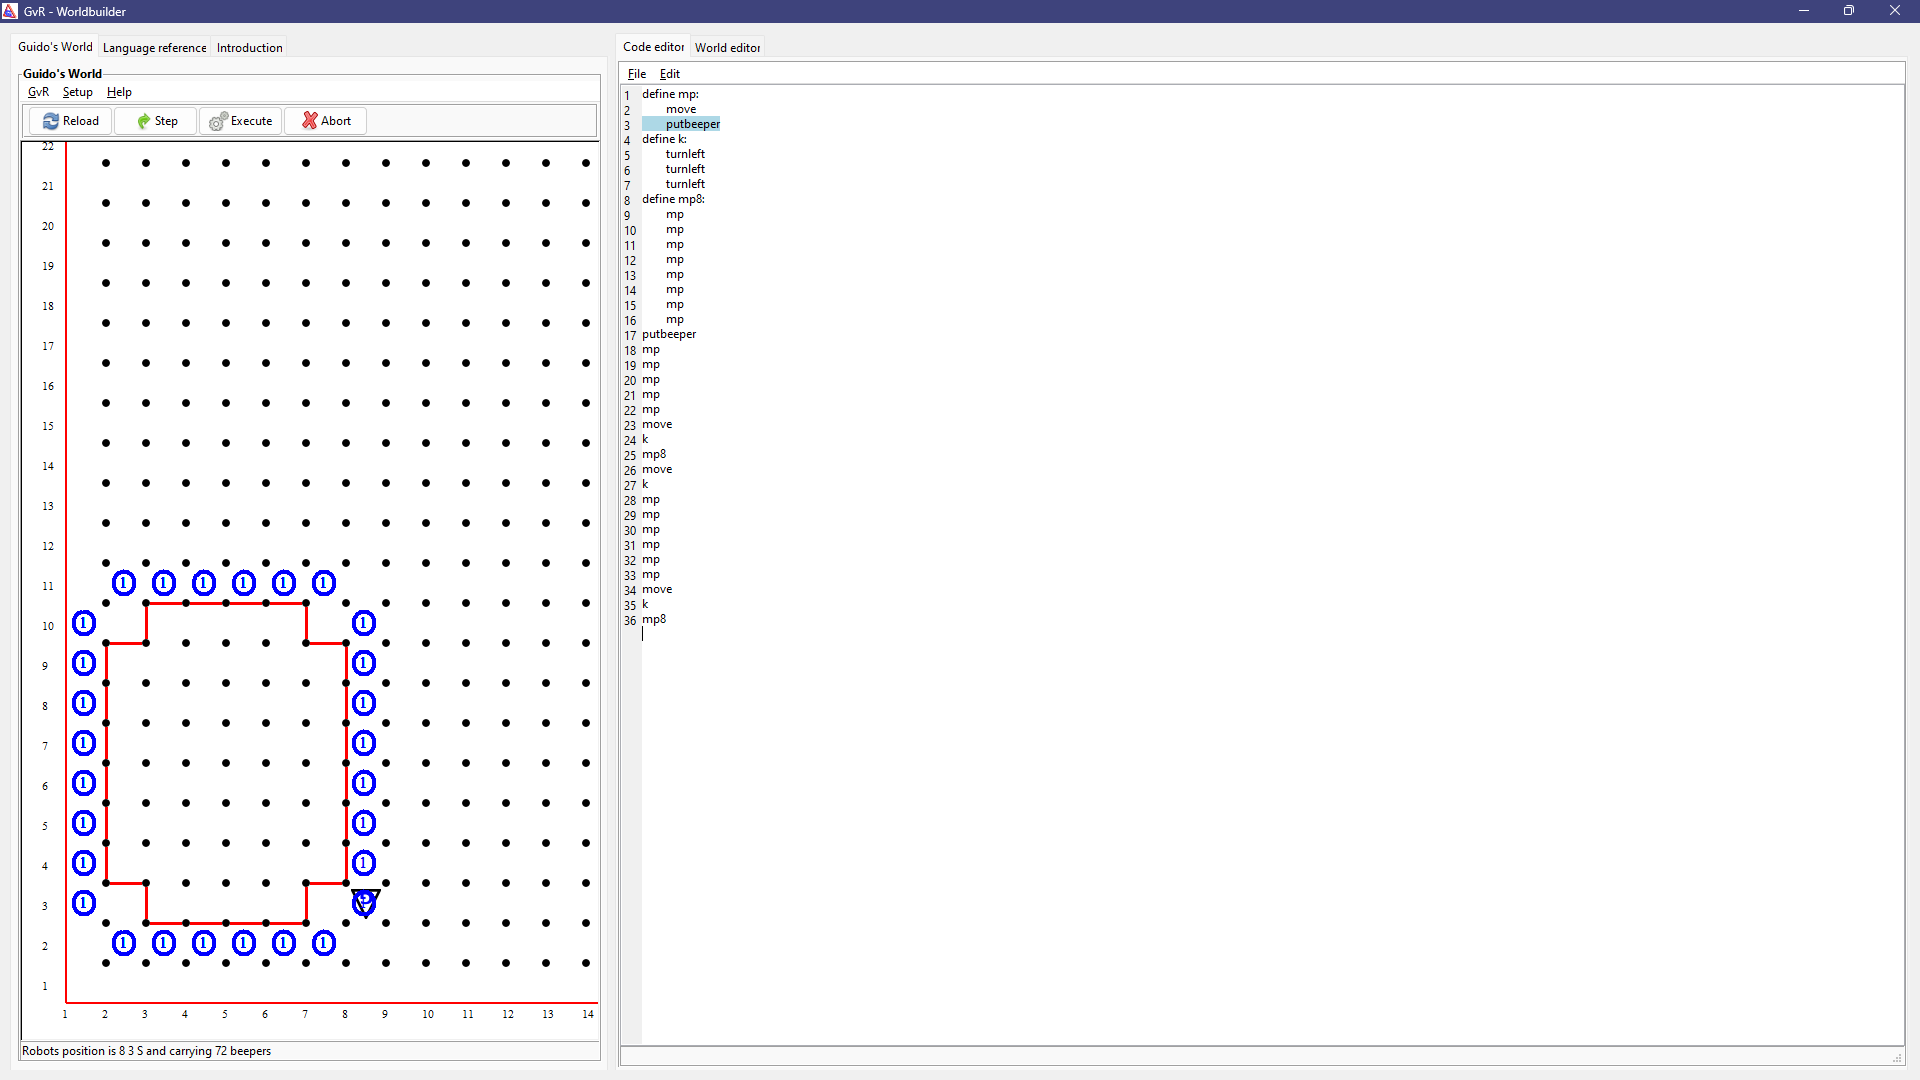 GvR - Worldbuilder
Guido's World Language reference Introduction
Guido's World
GvR Setup Help
Reload Step Execute Abort
22
21
20
19
18
17
16
15
14
13
12
1 1 1 1 1 1
11
1 1
10
1 1
9
1 1
8
1 1
7
1 1
6
1 1
5
1 1
4
1
3
1 1 1 1 1 1
2
1
1 2 3 4 5 6 7 8 9 10 11 12 13 14
Robots position is 8 3 S and carrying 72 beepers
Code editor World editor
File Edit
1 define mp:
2 move
3 putbeeper
4 define k:
5 turnleft
6 turnleft
7 turnleft
8 define mp8:
9 mp
10 mp
11 mp
12 mp
13 mp
14 mp
15 mp
16 mp
17 putbeeper
18 mp
19 mp
20 mp
21 mp
22 mp
23 move
24 k
25 mp8
26 move
27 k
28 mp
29 mp
30 mp
31 mp
32 mp
33 mp
34 move
35 k
36 mp8